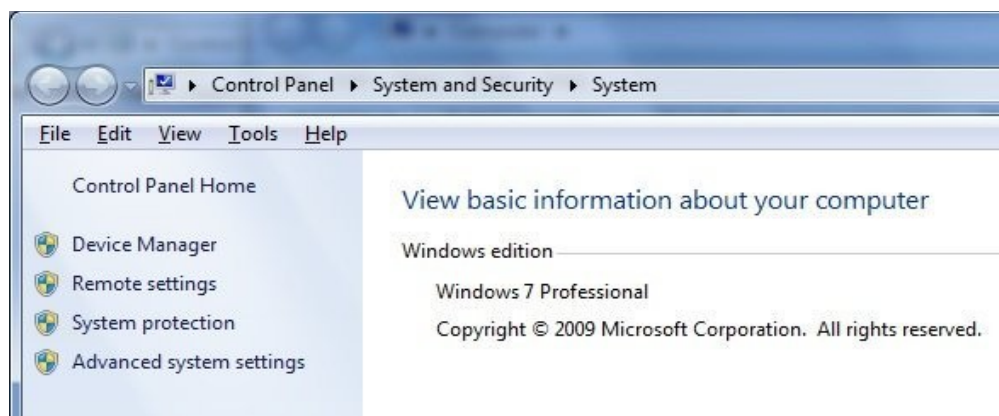 Control Panel System and Security System
File Edit View Tools Help
Control Panel Home
Device Manager
Remote settings
System protection
Advanced system settings
View basic information about your computer
Windows edition
Windows 7 Professional
Copyright © 2009 Microsoft Corporation. All rights reserved.